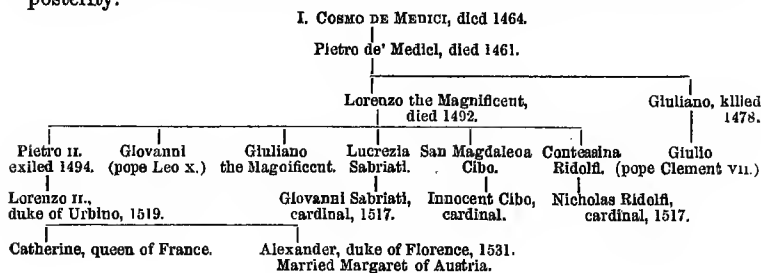 posterity.
I. COSMO DE MEDICI, died 1464.
Pietro de' Medici, died 1461.
Lorenzo the Magnificent, Giuliano, killed
died 1492. 1478.
Pietro II. Giovanni Giuliano Lucrezia San Magdalena Contessina Giulio
exiled 1494. (pope Leo X.) the Magnificent. Sabriati. Cibo. Ridolfi. (pope Clement VII.)
Lorenzo II., Giovanni Sabriati, Innocent Cibo, Nicholas Ridolfi,
duke of Urbino, 1519. cardinal, 1517. cardinal. cardinal, 1517.
Catherine, queen of France. Alexander, duke of Florence, 1531.
Married Margaret of Austria.